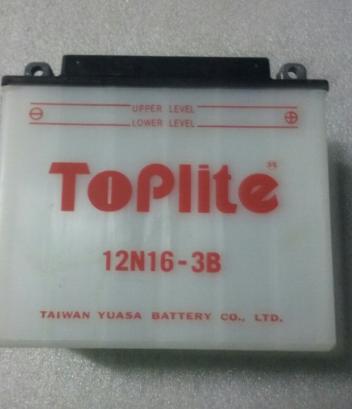 UPPER LEVEL
LOWER LEVEL
TOPlite®
12N16-3B
TAIWAN YUASA BATTERY CO., LTD.